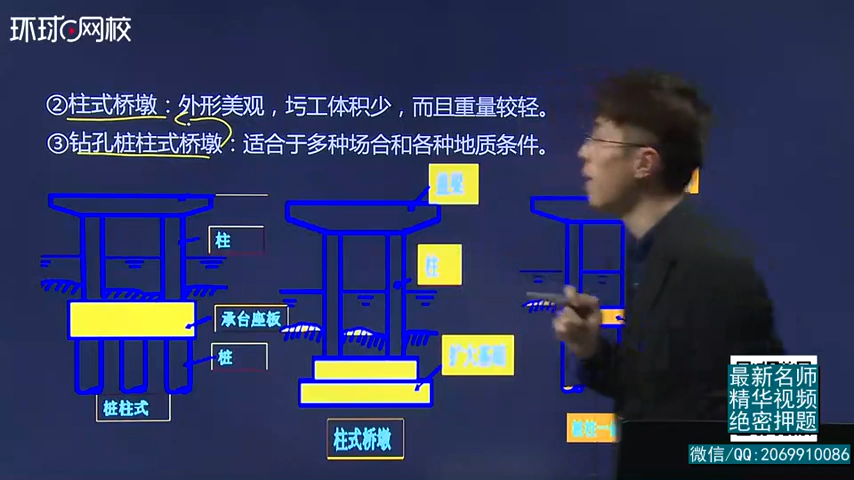 环球网校
②柱式桥墩：外形美观，圬工体积少，而且重量较轻。
③钻孔桩柱式桥墩：适合于多种场合和各种地质条件。
盖梁
柱
柱
承台座板
扩大基础
桩
桩柱式
柱式桥墩
最新名师
精华视频
绝密押题
微信/QQ:2069910086